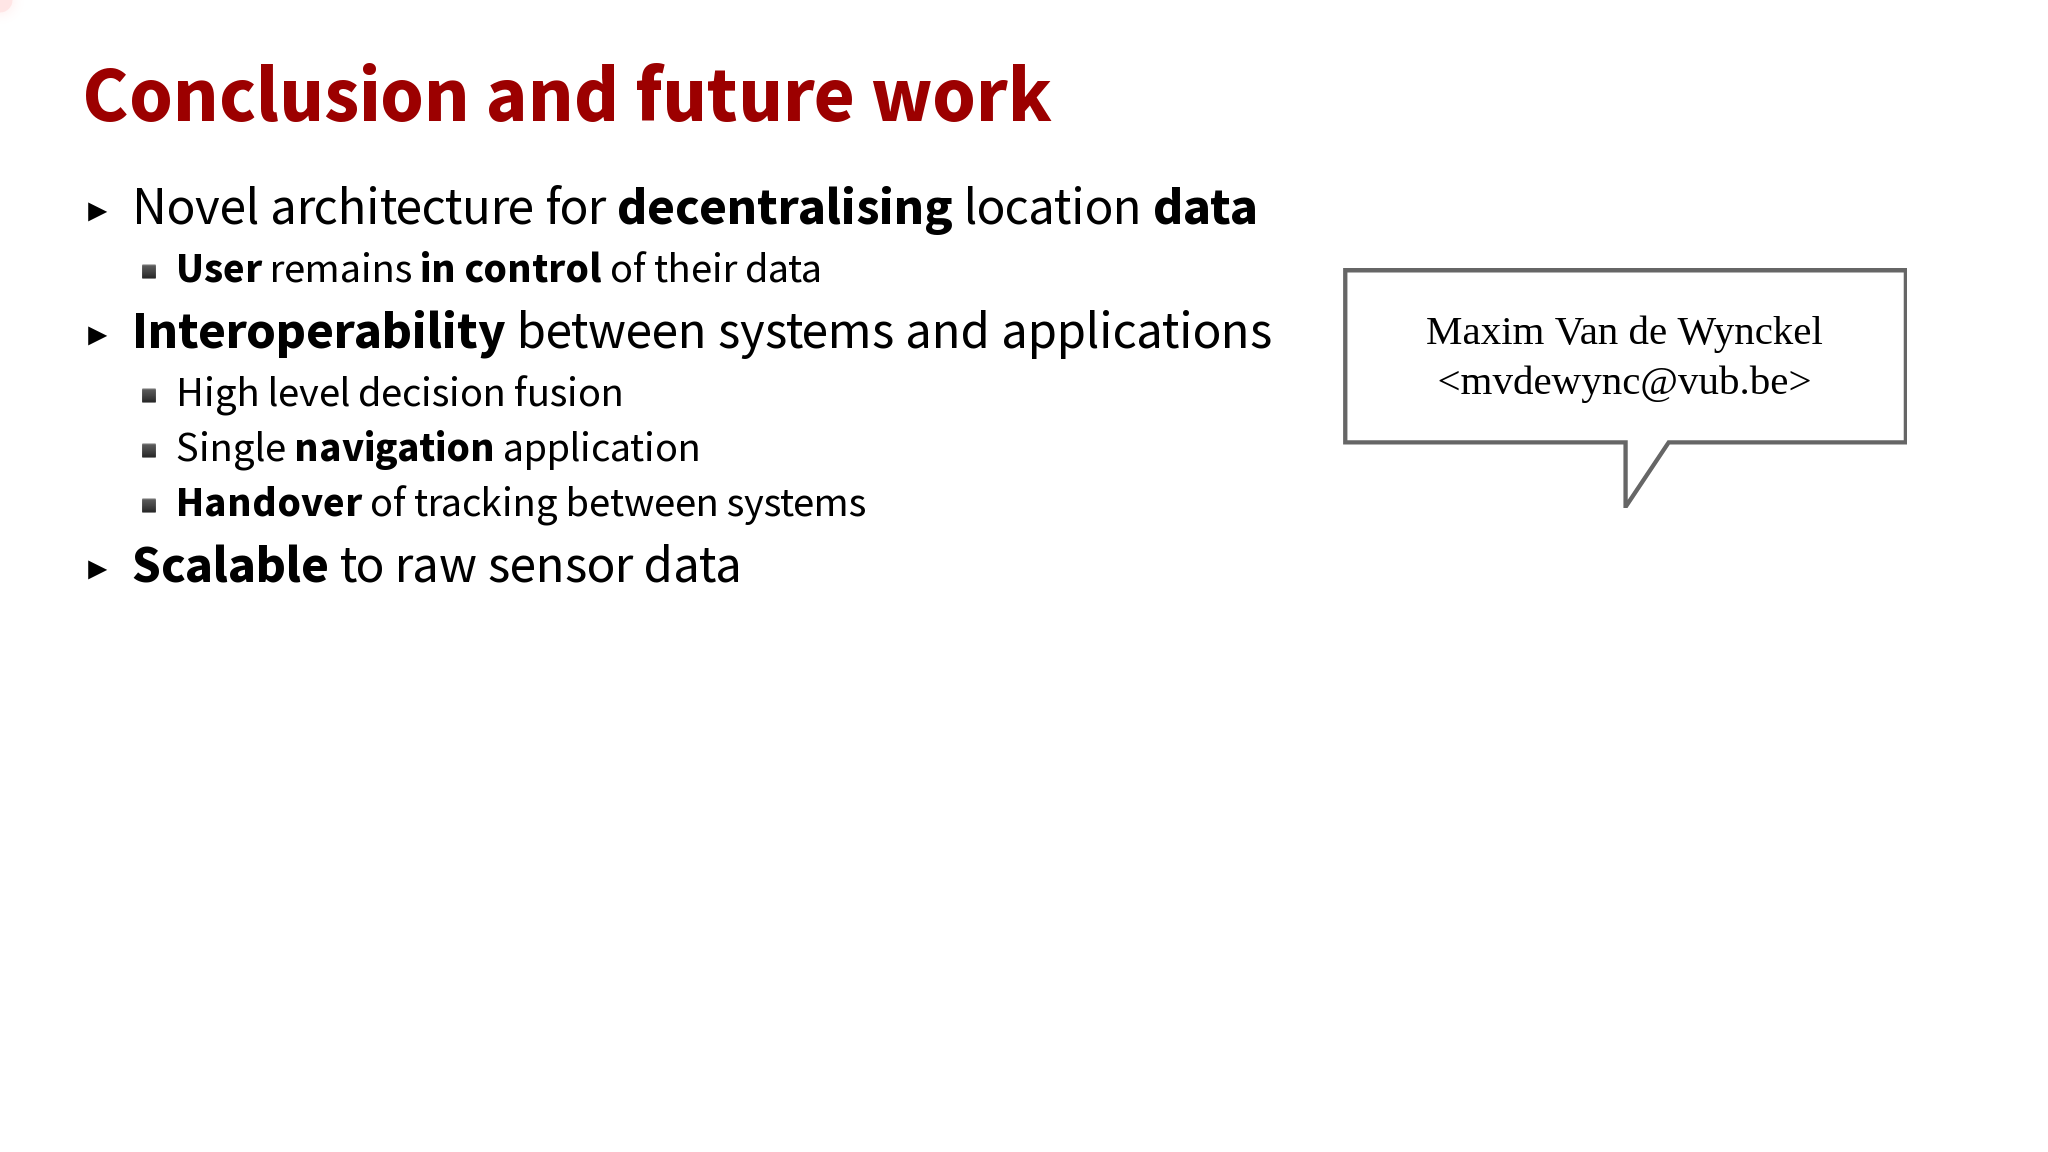 Conclusion and future work
Novel architecture for decentralising location data
User remains in control of their data
Interoperability between systems and applications
High level decision fusion
Single navigation application
Handover of tracking between systems
Scalable to raw sensor data
Maxim Van de Wynckel
<mvdewync@vub.be>